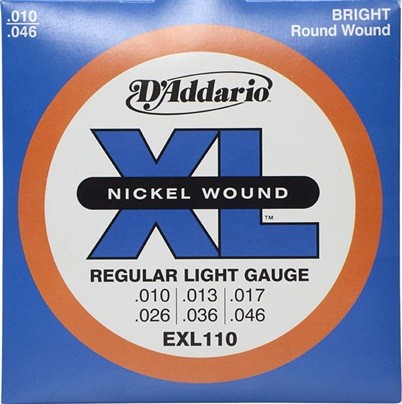 .010
.046
BRIGHT
Round Wound
D'Addario
XL
NICKEL WOUND
™
REGULAR LIGHT GAUGE
.010 .013 .017
.026 .036 .046
EXL110